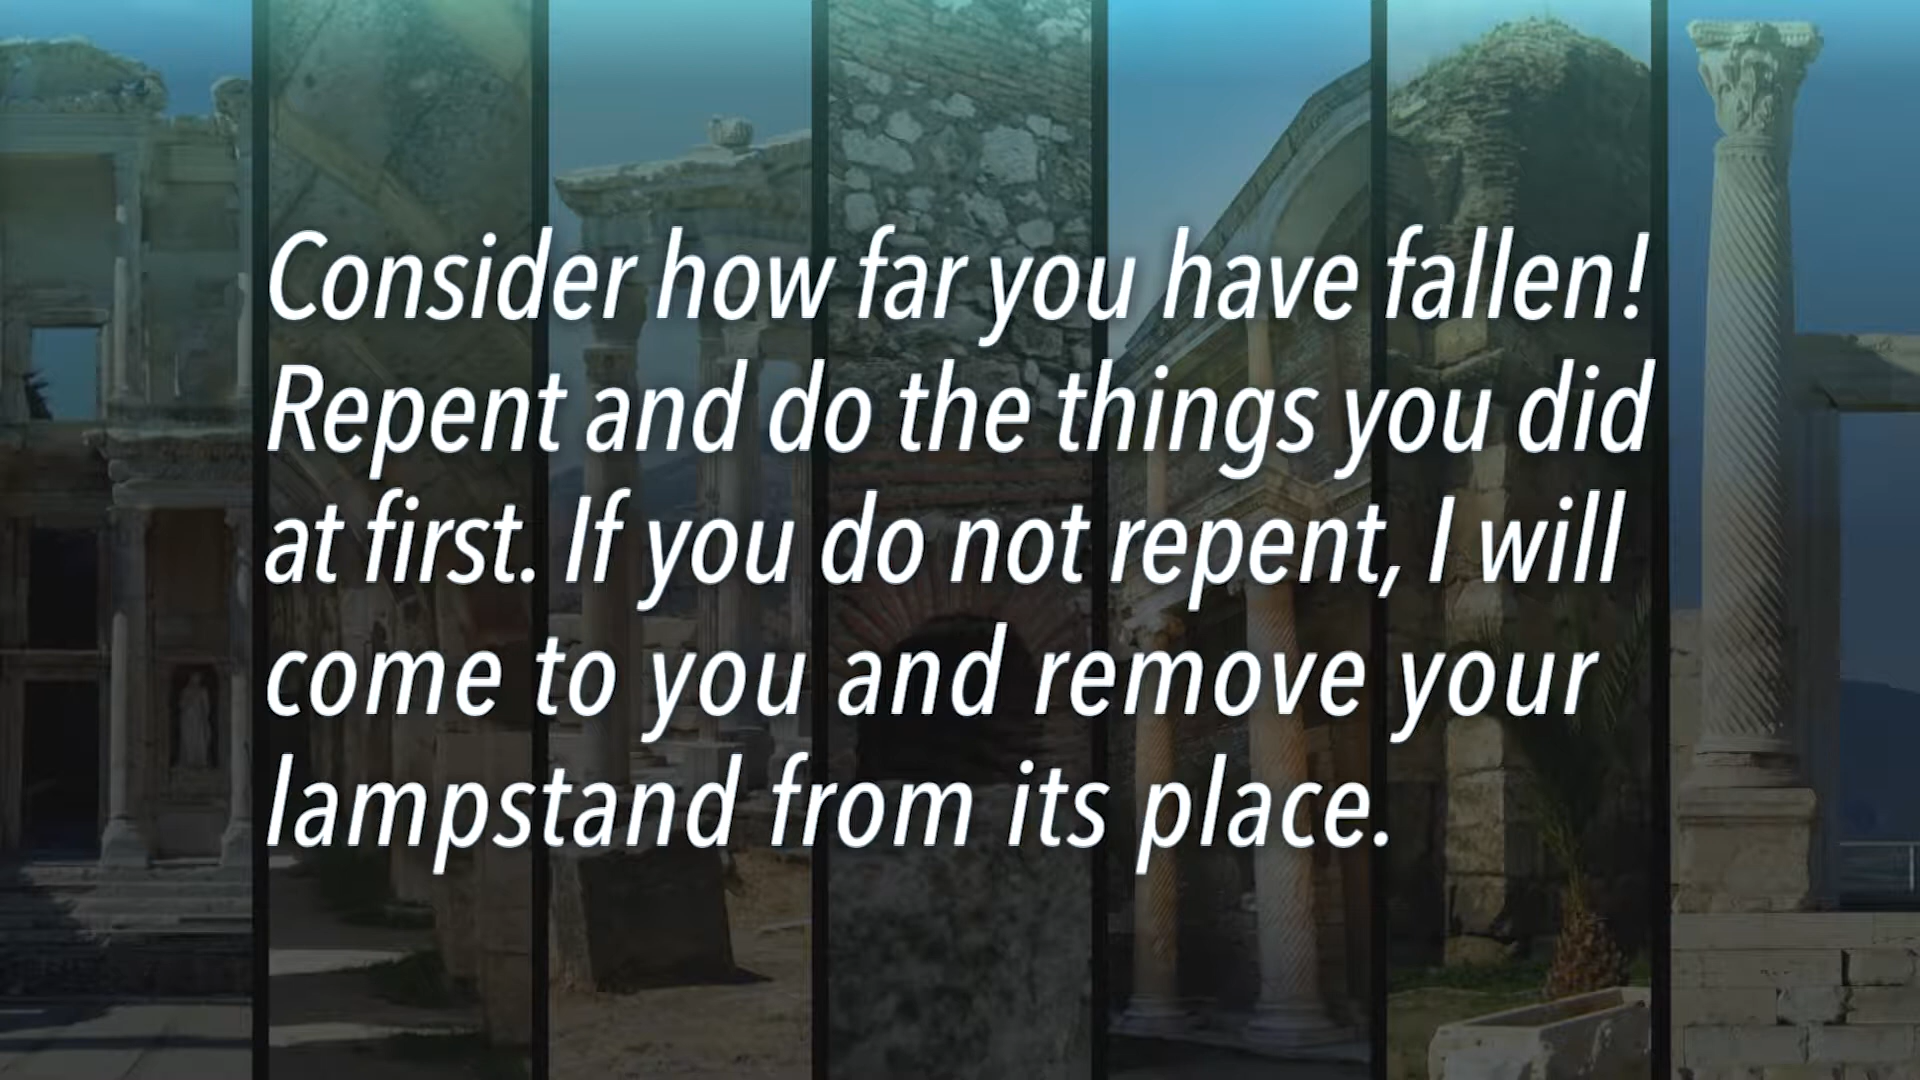 Consider how far you have fallen!
Repent and do the things you did
at first. If you do not repent, I will
come to you and remove your
lampstand from its place.